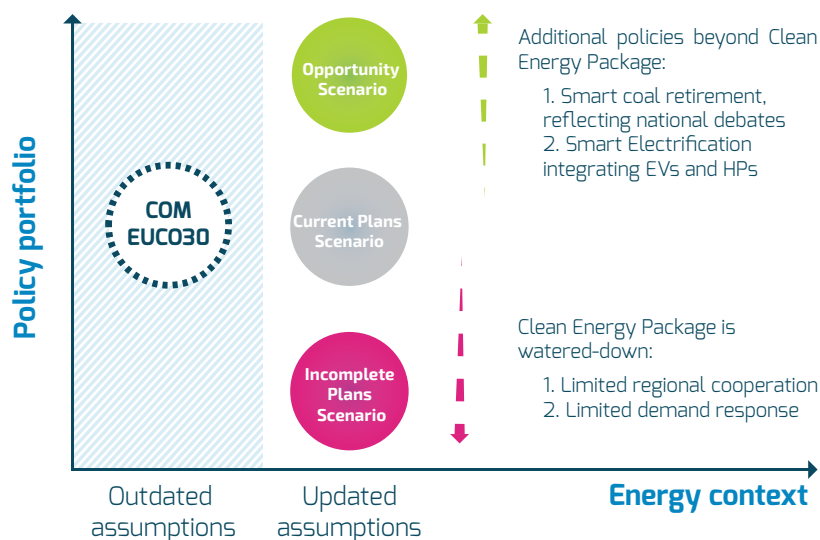 Policy portfolio
COM
EUCO30
Opportunity
Scenario
Current Plans
Scenario
Incomplete
Plans
Scenario
Additional policies beyond Clean
Energy Package:
1. Smart coal retirement,
reflecting national debates
2. Smart Electrification
integrating EVs and HPs
Clean Energy Package is
watered-down:
1. Limited regional cooperation
2. Limited demand response
Outdated
assumptions
Updated
assumptions
Energy context